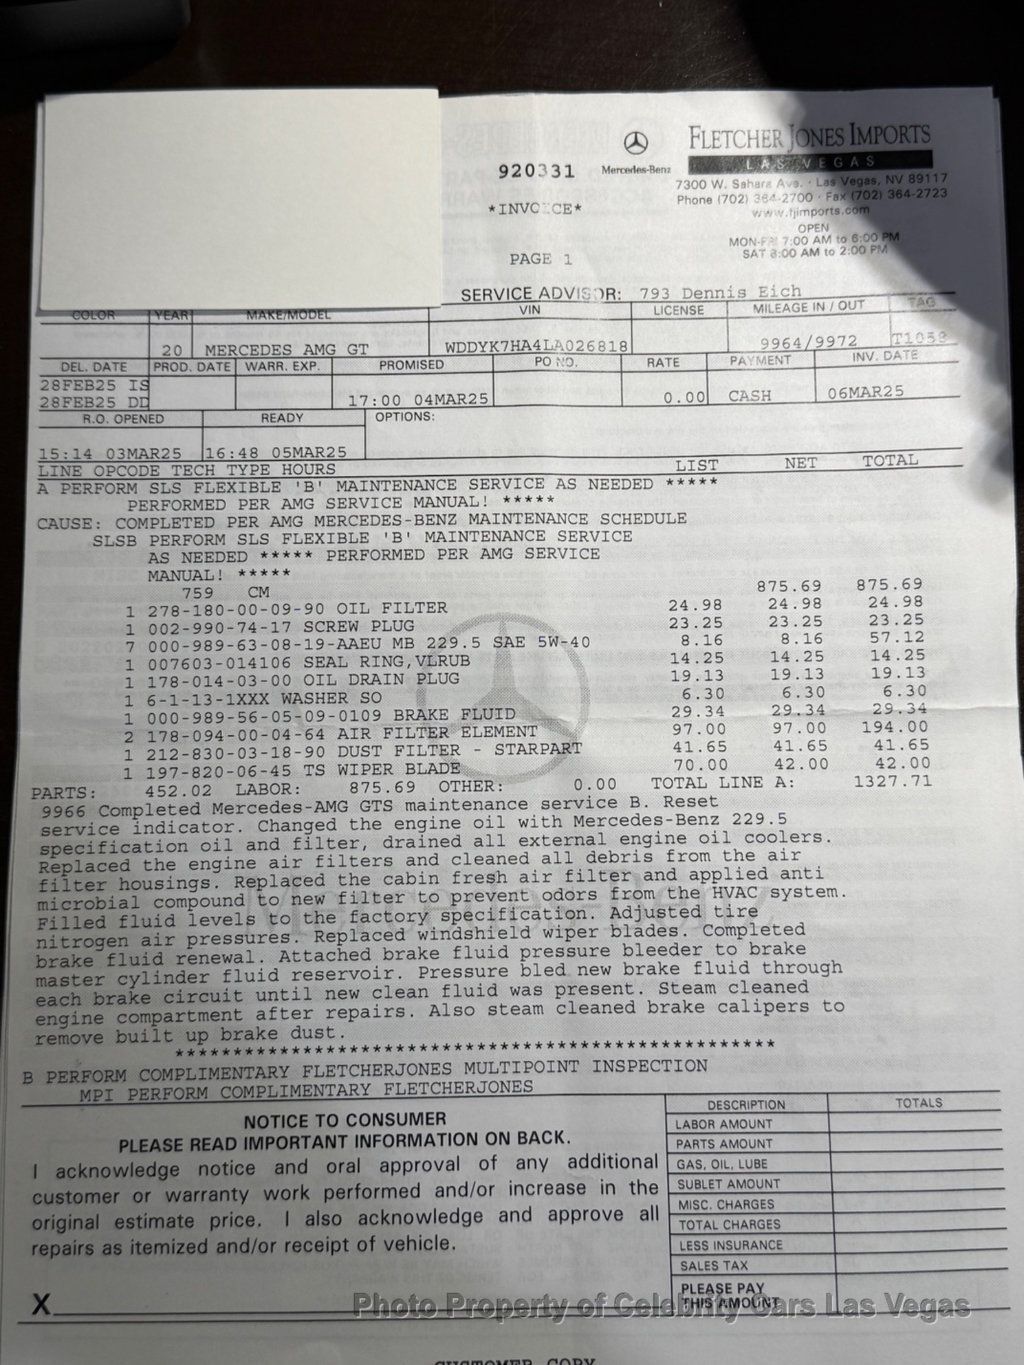 FLETCHER JONES IMPORTS
LAS VEGAS
920331
Mercedes-Benz
7300 W. Sahara Ave. · Las Vegas, NV 89117
Phone (702) 364-2700 · Fax (702) 364-2723
www.fjimports.com
*INVOICE*
OPEN
MON-FRI 7:00 AM to 6:00 PM
SAT 8:00 AM to 2:00 PM
PAGE 1
SERVICE ADVISOR: 793 Dennis Eich
COLOR YEAR MAKE/MODEL VIN LICENSE MILEAGE IN / OUT TAG
20 MERCEDES AMG GT WDDYK7HA4LA026818 9964/9972 T1058
DEL. DATE PROD. DATE WARR. EXP. PROMISED PO NO. RATE PAYMENT INV. DATE
28FEB25 IS
28FEB25 DD 17:00 04MAR25 0.00 CASH 06MAR25
R.O. OPENED READY OPTIONS:
15:14 03MAR25 16:48 05MAR25
LINE OPCODE TECH TYPE HOURS LIST NET TOTAL
A PERFORM SLS FLEXIBLE 'B' MAINTENANCE SERVICE AS NEEDED *****
PERFORMED PER AMG SERVICE MANUAL! *****
CAUSE: COMPLETED PER AMG MERCEDES-BENZ MAINTENANCE SCHEDULE
SLSB PERFORM SLS FLEXIBLE 'B' MAINTENANCE SERVICE
AS NEEDED ***** PERFORMED PER AMG SERVICE
MANUAL! *****
759 CM 875.69 875.69
1 278-180-00-09-90 OIL FILTER 24.98 24.98 24.98
1 002-990-74-17 SCREW PLUG 23.25 23.25 23.25
7 000-989-63-08-19-AAEU MB 229.5 SAE 5W-40 8.16 8.16 57.12
1 007603-014106 SEAL RING,VLRUB 14.25 14.25 14.25
1 178-014-03-00 OIL DRAIN PLUG 19.13 19.13 19.13
1 6-1-13-1XXX WASHER SO 6.30 6.30 6.30
1 000-989-56-05-09-0109 BRAKE FLUID 29.34 29.34 29.34
2 178-094-00-04-64 AIR FILTER ELEMENT 97.00 97.00 194.00
1 212-830-03-18-90 DUST FILTER - STARPART 41.65 41.65 41.65
1 197-820-06-45 TS WIPER BLADE 70.00 42.00 42.00
PARTS: 452.02 LABOR: 875.69 OTHER: 0.00 TOTAL LINE A: 1327.71
9966 Completed Mercedes-AMG GTS maintenance service B. Reset
service indicator. Changed the engine oil with Mercedes-Benz 229.5
specification oil and filter, drained all external engine oil coolers.
Replaced the engine air filters and cleaned all debris from the air
filter housings. Replaced the cabin fresh air filter and applied anti
microbial compound to new filter to prevent odors from the HVAC system.
Filled fluid levels to the factory specification. Adjusted tire
nitrogen air pressures. Replaced windshield wiper blades. Completed
brake fluid renewal. Attached brake fluid pressure bleeder to brake
master cylinder fluid reservoir. Pressure bled new brake fluid through
each brake circuit until new clean fluid was present. Steam cleaned
engine compartment after repairs. Also steam cleaned brake calipers to
remove built up brake dust.
****************************************************
B PERFORM COMPLIMENTARY FLETCHERJONES MULTIPOINT INSPECTION
MPI PERFORM COMPLIMENTARY FLETCHERJONES
NOTICE TO CONSUMER
PLEASE READ IMPORTANT INFORMATION ON BACK.
I acknowledge notice and oral approval of any additional
customer or warranty work performed and/or increase in the
original estimate price. I also acknowledge and approve all
repairs as itemized and/or receipt of vehicle.
X
DESCRIPTION TOTALS
LABOR AMOUNT
PARTS AMOUNT
GAS, OIL, LUBE
SUBLET AMOUNT
MISC. CHARGES
TOTAL CHARGES
LESS INSURANCE
SALES TAX
PLEASE PAY
THIS AMOUNT
Photo Property of Celebrity Cars Las Vegas
CUSTOMER COPY